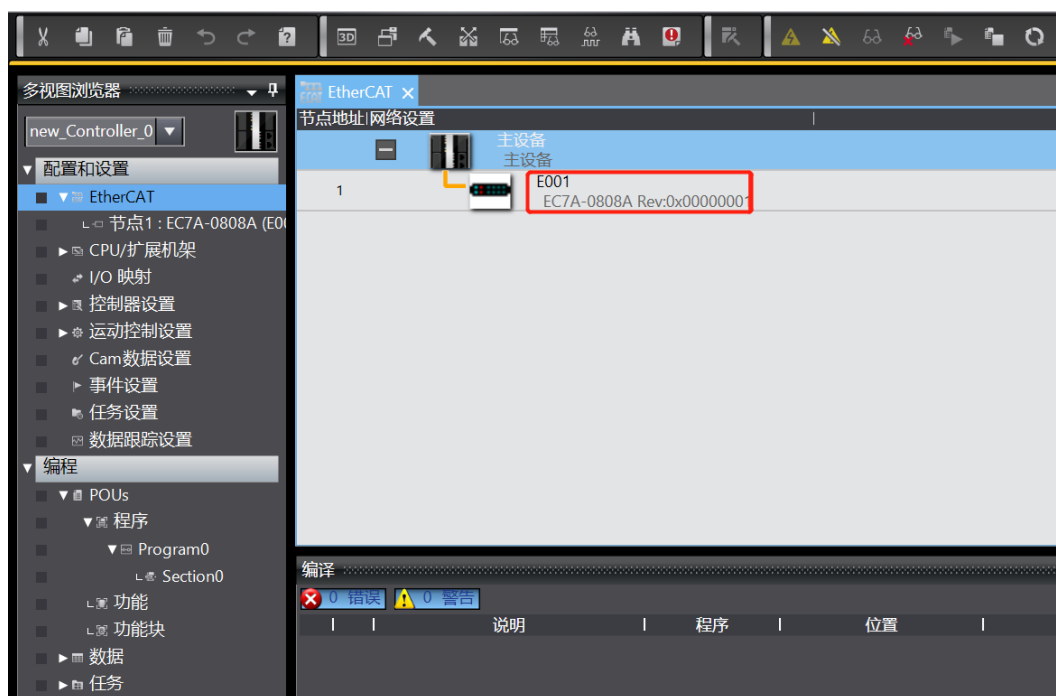 3D
多视图浏览器
new_Controller_0
配置和设置
EtherCAT
节点1 : EC7A-0808A (E00
CPU/扩展机架
I/O 映射
控制器设置
运动控制设置
Cam数据设置
事件设置
任务设置
数据跟踪设置
编程
POUs
程序
Program0
Section0
功能
功能块
数据
任务
EtherCAT
节点地址|网络设置
主设备
主设备
1
E001
EC7A-0808A Rev:0x00000001
编译
0 错误 0 警告
说明 程序 位置